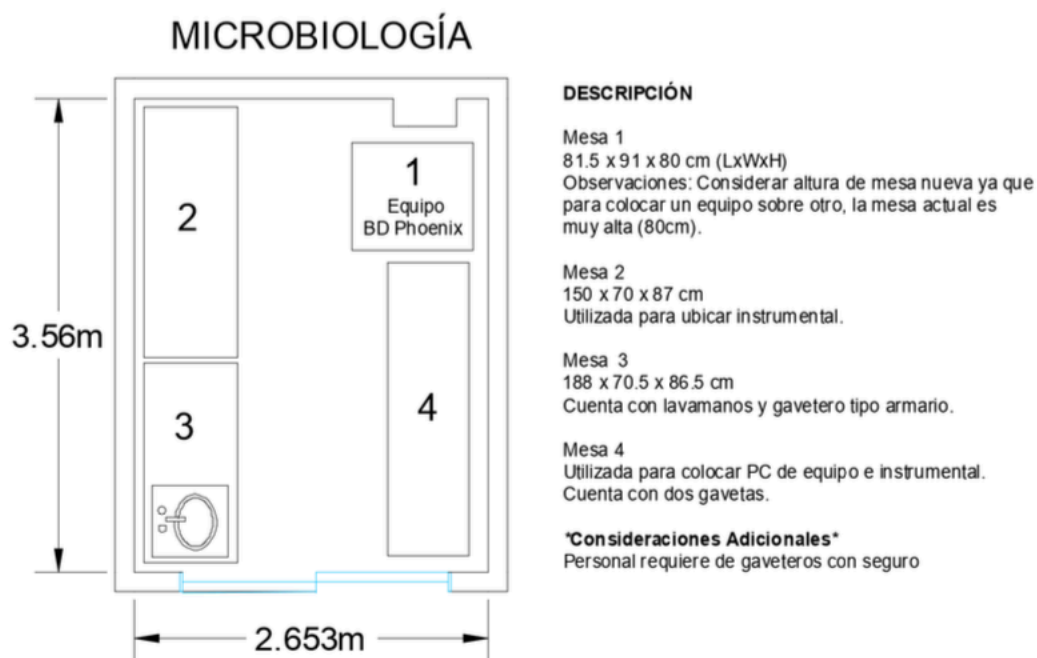 MICROBIOLOGÍA
3.56m
2.653m
1
Equipo
BD Phoenix
2
3
4
DESCRIPCIÓN
Mesa 1
81.5 x 91 x 80 cm (LxWxH)
Observaciones: Considerar altura de mesa nueva ya que
para colocar un equipo sobre otro, la mesa actual es
muy alta (80cm).
Mesa 2
150 x 70 x 87 cm
Utilizada para ubicar instrumental.
Mesa 3
188 x 70.5 x 86.5 cm
Cuenta con lavamanos y gavetero tipo armario.
Mesa 4
Utilizada para colocar PC de equipo e instrumental.
Cuenta con dos gavetas.
*Consideraciones Adicionales*
Personal requiere de gaveteros con seguro